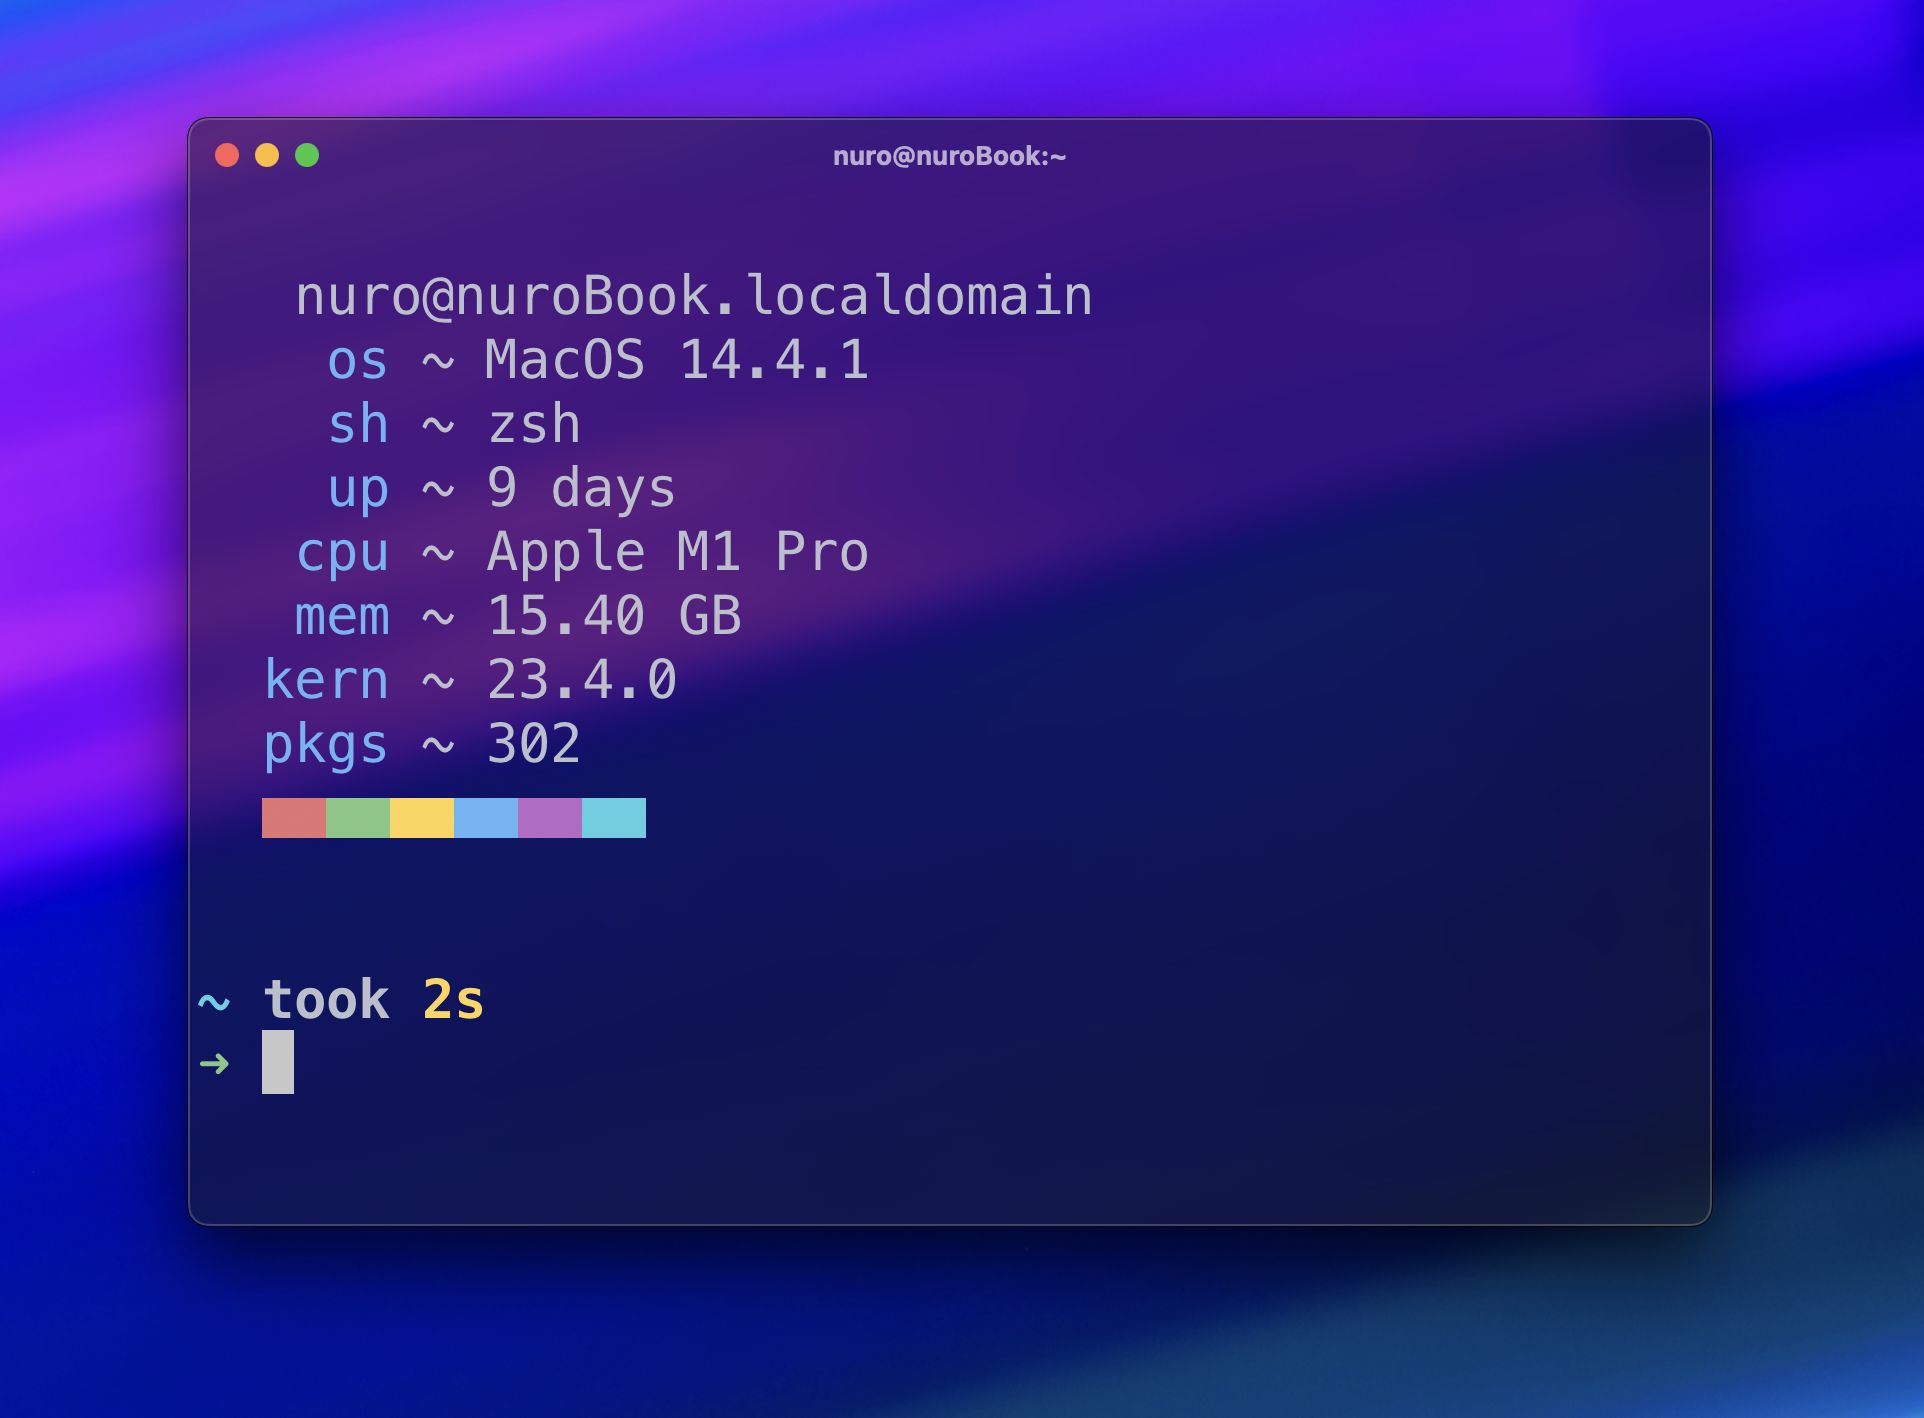 nuro@nuroBook:~
nuro@nuroBook.localdomain
os ~ MacOS 14.4.1
sh ~ zsh
up ~ 9 days
cpu ~ Apple M1 Pro
mem ~ 15.40 GB
kern ~ 23.4.0
pkgs ~ 302
~ took 2s
➜